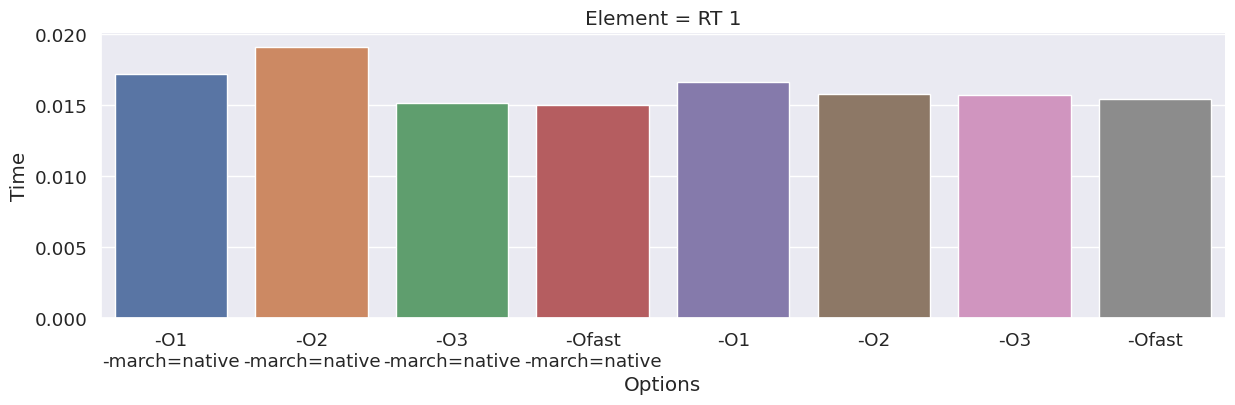 Element = RT 1
0.020
0.015
0.010
0.005
0.000
Time
-O1 -O2 -O3 -Ofast -O1 -O2 -O3 -Ofast
-march=native -march=native -march=native -march=native
Options